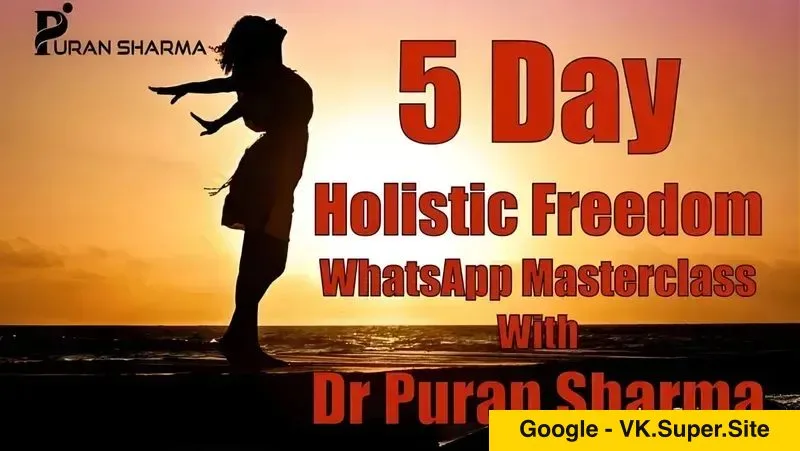 PURAN SHARMA
5 Day
Holistic Freedom
WhatsApp Masterclass
With
Dr Puran Sharma
Google - VK.Super.Site